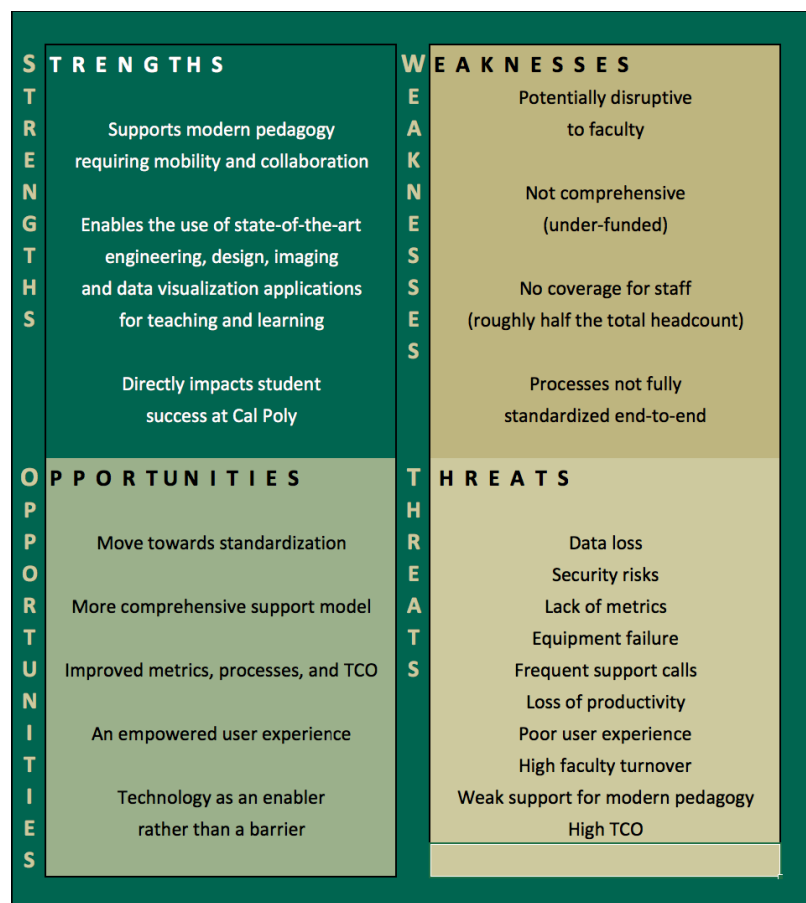 STRENGTHS
STRENGTHS
Supports modern pedagogy
requiring mobility and collaboration
Enables the use of state-of-the-art
engineering, design, imaging
and data visualization applications
for teaching and learning
Directly impacts student
success at Cal Poly
WEAKNESSES
WEAKNESSES
Potentially disruptive
to faculty
Not comprehensive
(under-funded)
No coverage for staff
(roughly half the total headcount)
Processes not fully
standardized end-to-end
OPPORTUNITIES
OPPORTUNITIES
Move towards standardization
More comprehensive support model
Improved metrics, processes, and TCO
An empowered user experience
Technology as an enabler
rather than a barrier
THREATS
THREATS
Data loss
Security risks
Lack of metrics
Equipment failure
Frequent support calls
Loss of productivity
Poor user experience
High faculty turnover
Weak support for modern pedagogy
High TCO